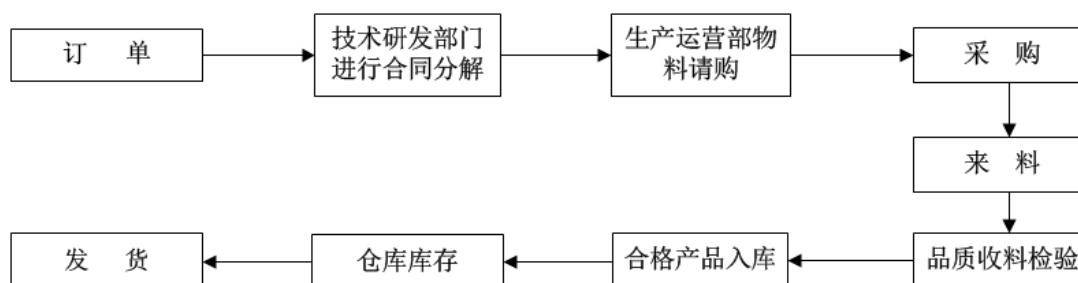 订 单
技术研发部门
进行合同分解
生产运营部物
料请购
采 购
来 料
品质收料检验
合格产品入库
仓库库存
发 货